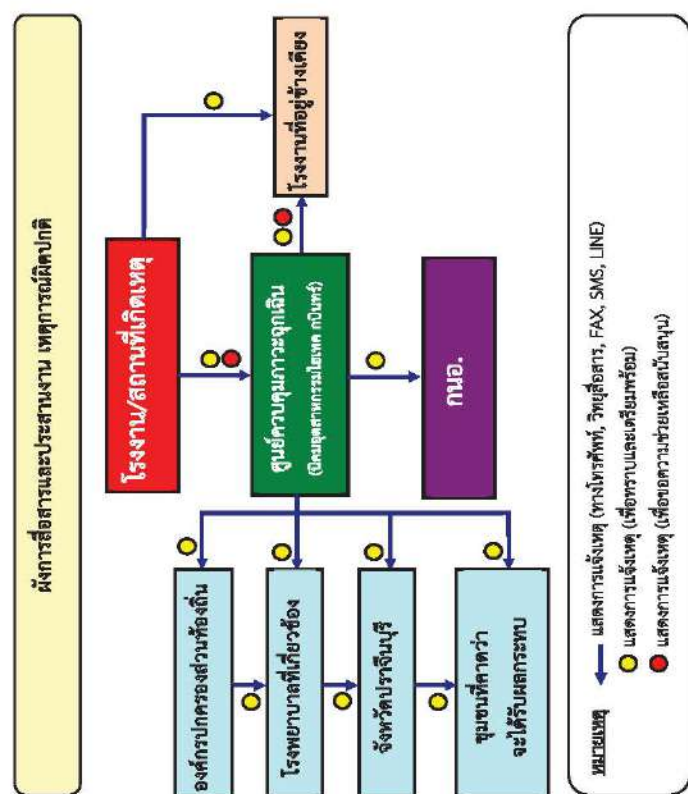 ผังการสื่อสารและประสานงาน เหตุการณ์ผิดปกติ
โรงงาน/สถานที่เกิดเหตุ
โรงงานที่อยู่ข้างเคียง
ศูนย์ควบคุมภาวะฉุกเฉิน
(นิคมอุตสาหกรรมไฮเทค กบินทร์)
กนอ.
องค์กรปกครองส่วนท้องถิ่น
โรงพยาบาลที่เกี่ยวข้อง
จังหวัดปราจีนบุรี
ชุมชนที่คาดว่า
จะได้รับผลกระทบ
หมายเหตุ
แสดงการแจ้งเหตุ (ทางโทรศัพท์, วิทยุสื่อสาร, FAX, SMS, LINE)
แสดงการแจ้งเหตุ (เพื่อทราบและเตรียมพร้อม)
แสดงการแจ้งเหตุ (เพื่อขอความช่วยเหลือสนับสนุน)